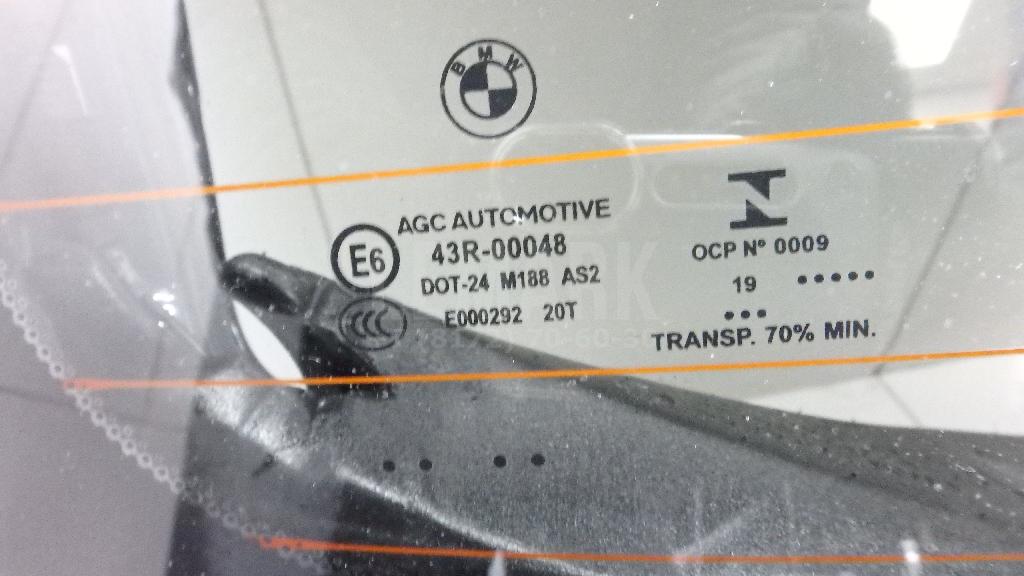 BMW
AGC AUTOMOTIVE
E6 43R-00048
DOT-24 M188 AS2
CCC E000292 20T
OCP Nº 0009
19 •••••
•••
TRANSP. 70% MIN.